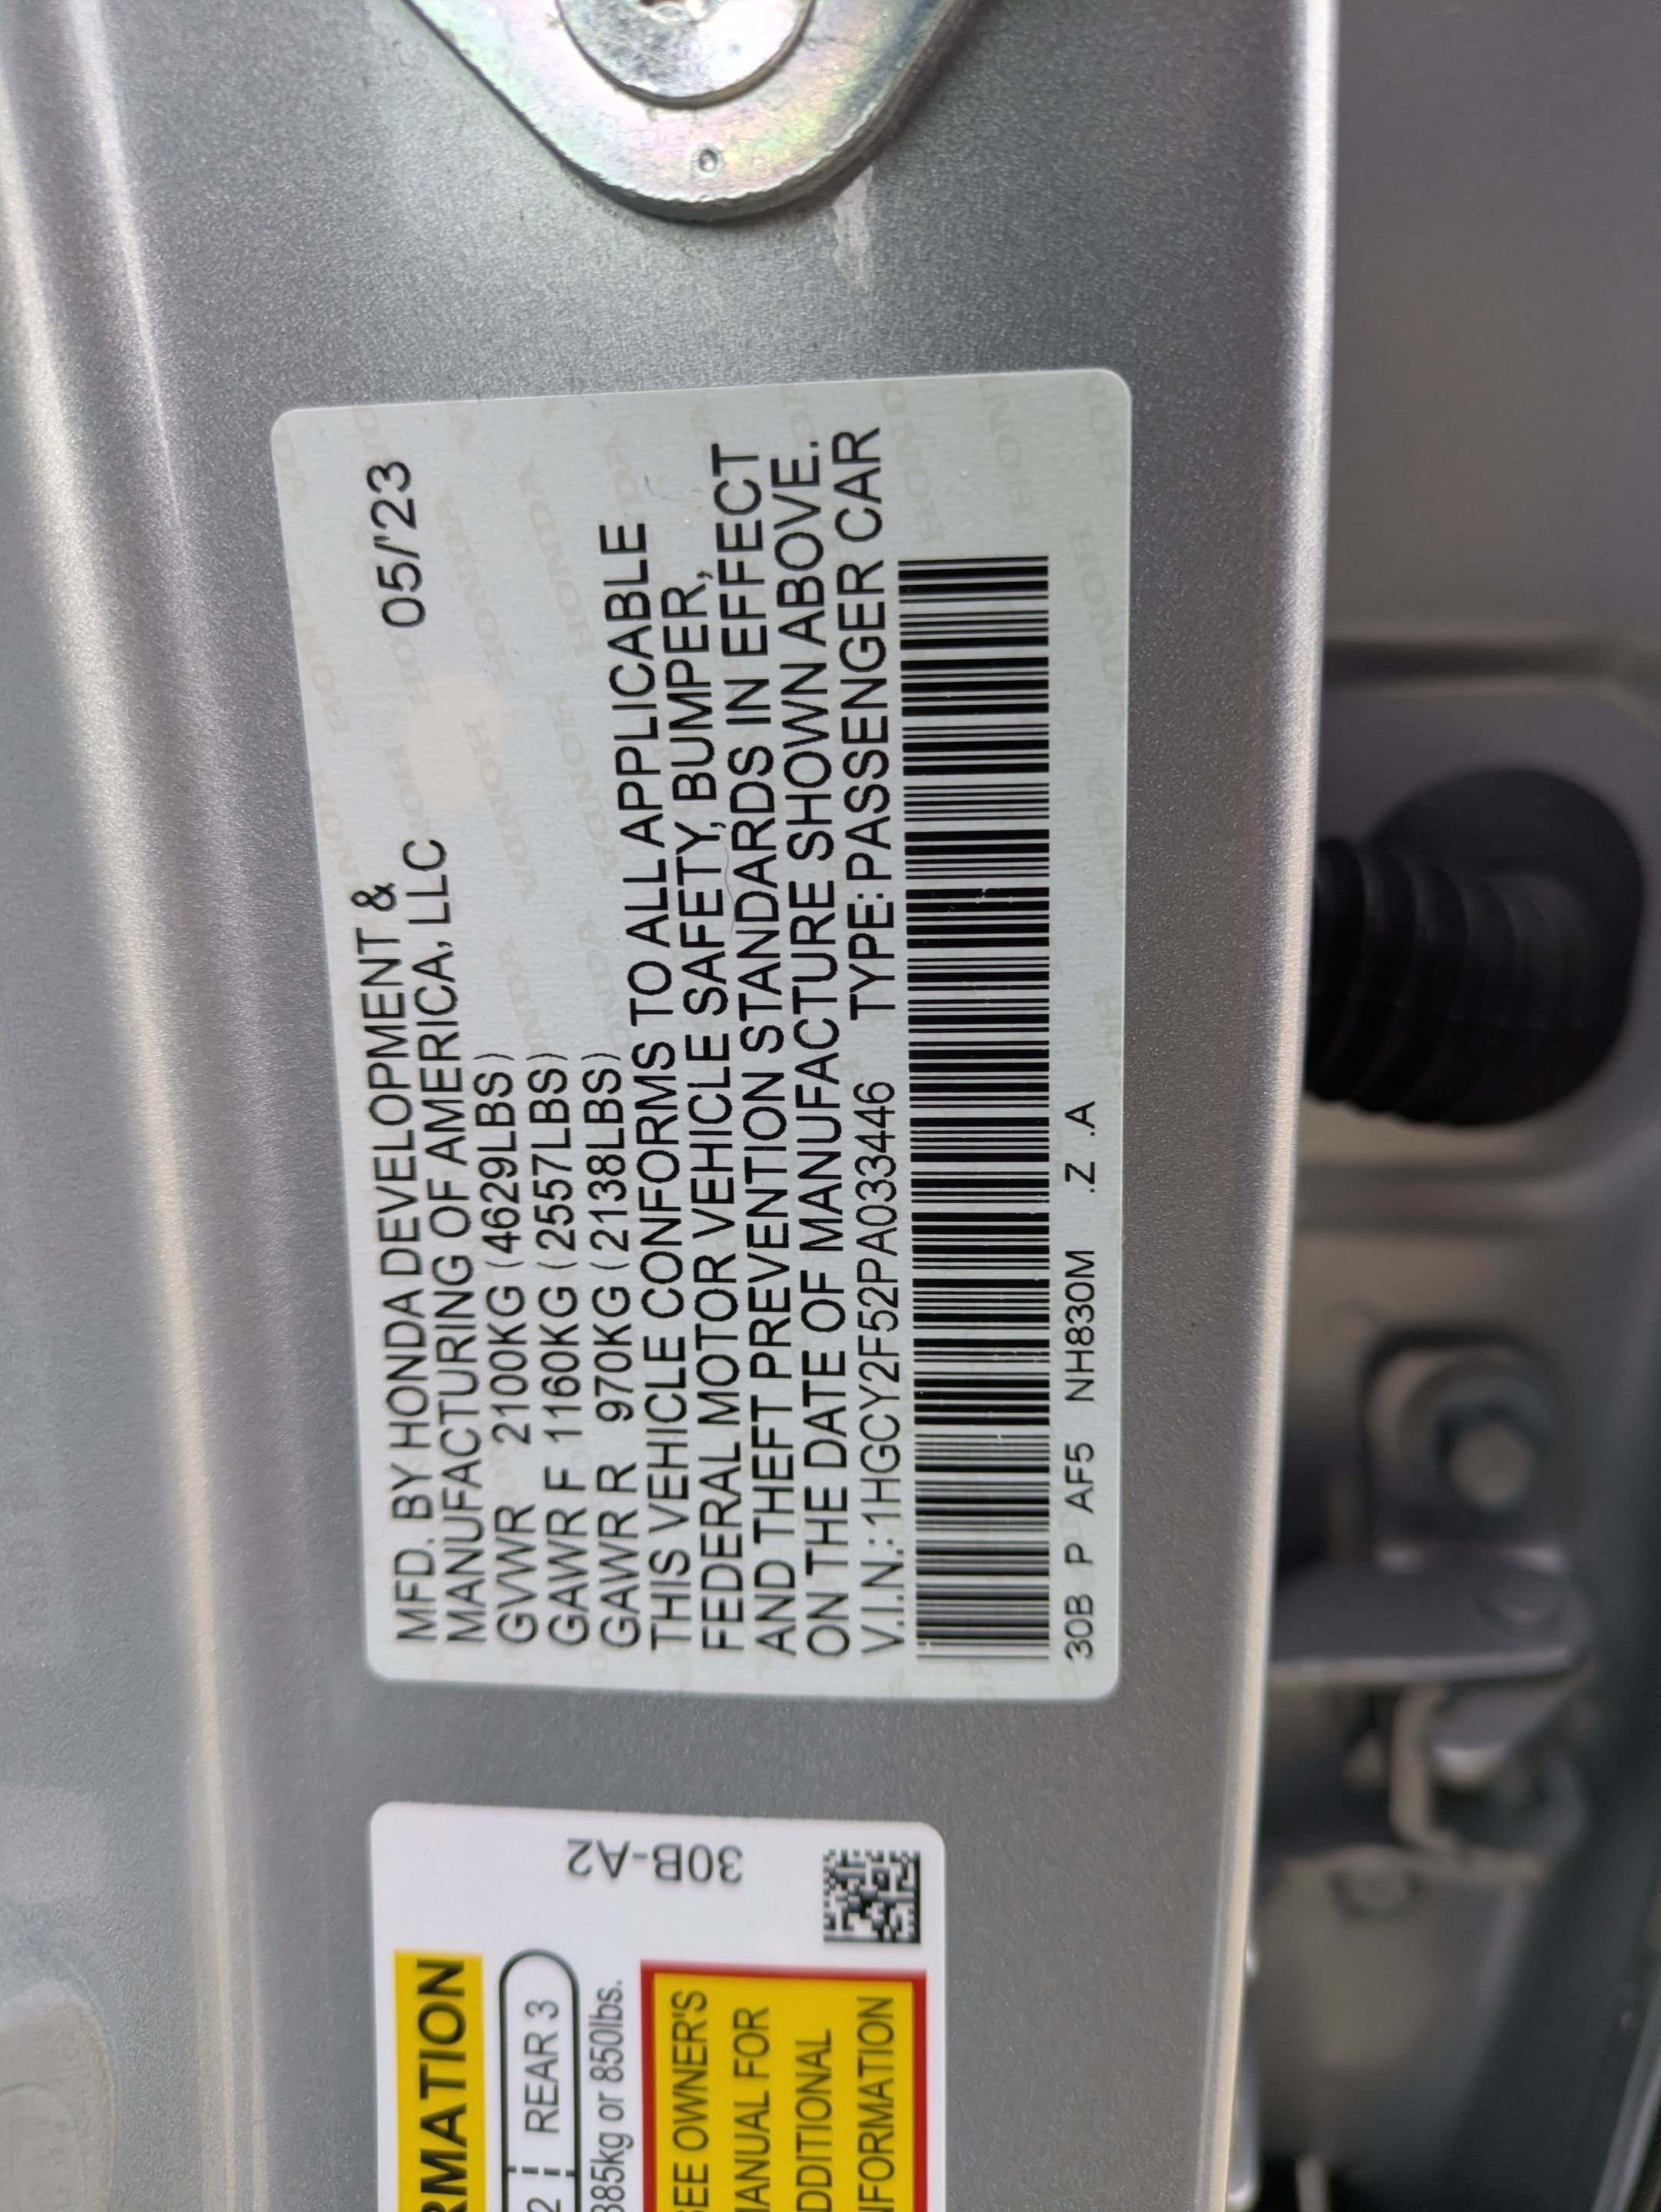 MFD. BY HONDA DEVELOPMENT &
MANUFACTURING OF AMERICA, LLC 05/'23
GVWR 2100KG (4629LBS)
GAWR F 1160KG (2557LBS)
GAWR R 970KG (2138LBS)
THIS VEHICLE CONFORMS TO ALL APPLICABLE
FEDERAL MOTOR VEHICLE SAFETY, BUMPER,
AND THEFT PREVENTION STANDARDS IN EFFECT
ON THE DATE OF MANUFACTURE SHOWN ABOVE.
V.I.N.: 1HGCY2F52PA033446 TYPE: PASSENGER CAR
30B P AF5 NH830M .Z .A
30B-A2
RMATION
2 REAR 3
385kg or 850lbs.
SEE OWNER'S
MANUAL FOR
ADDITIONAL
INFORMATION